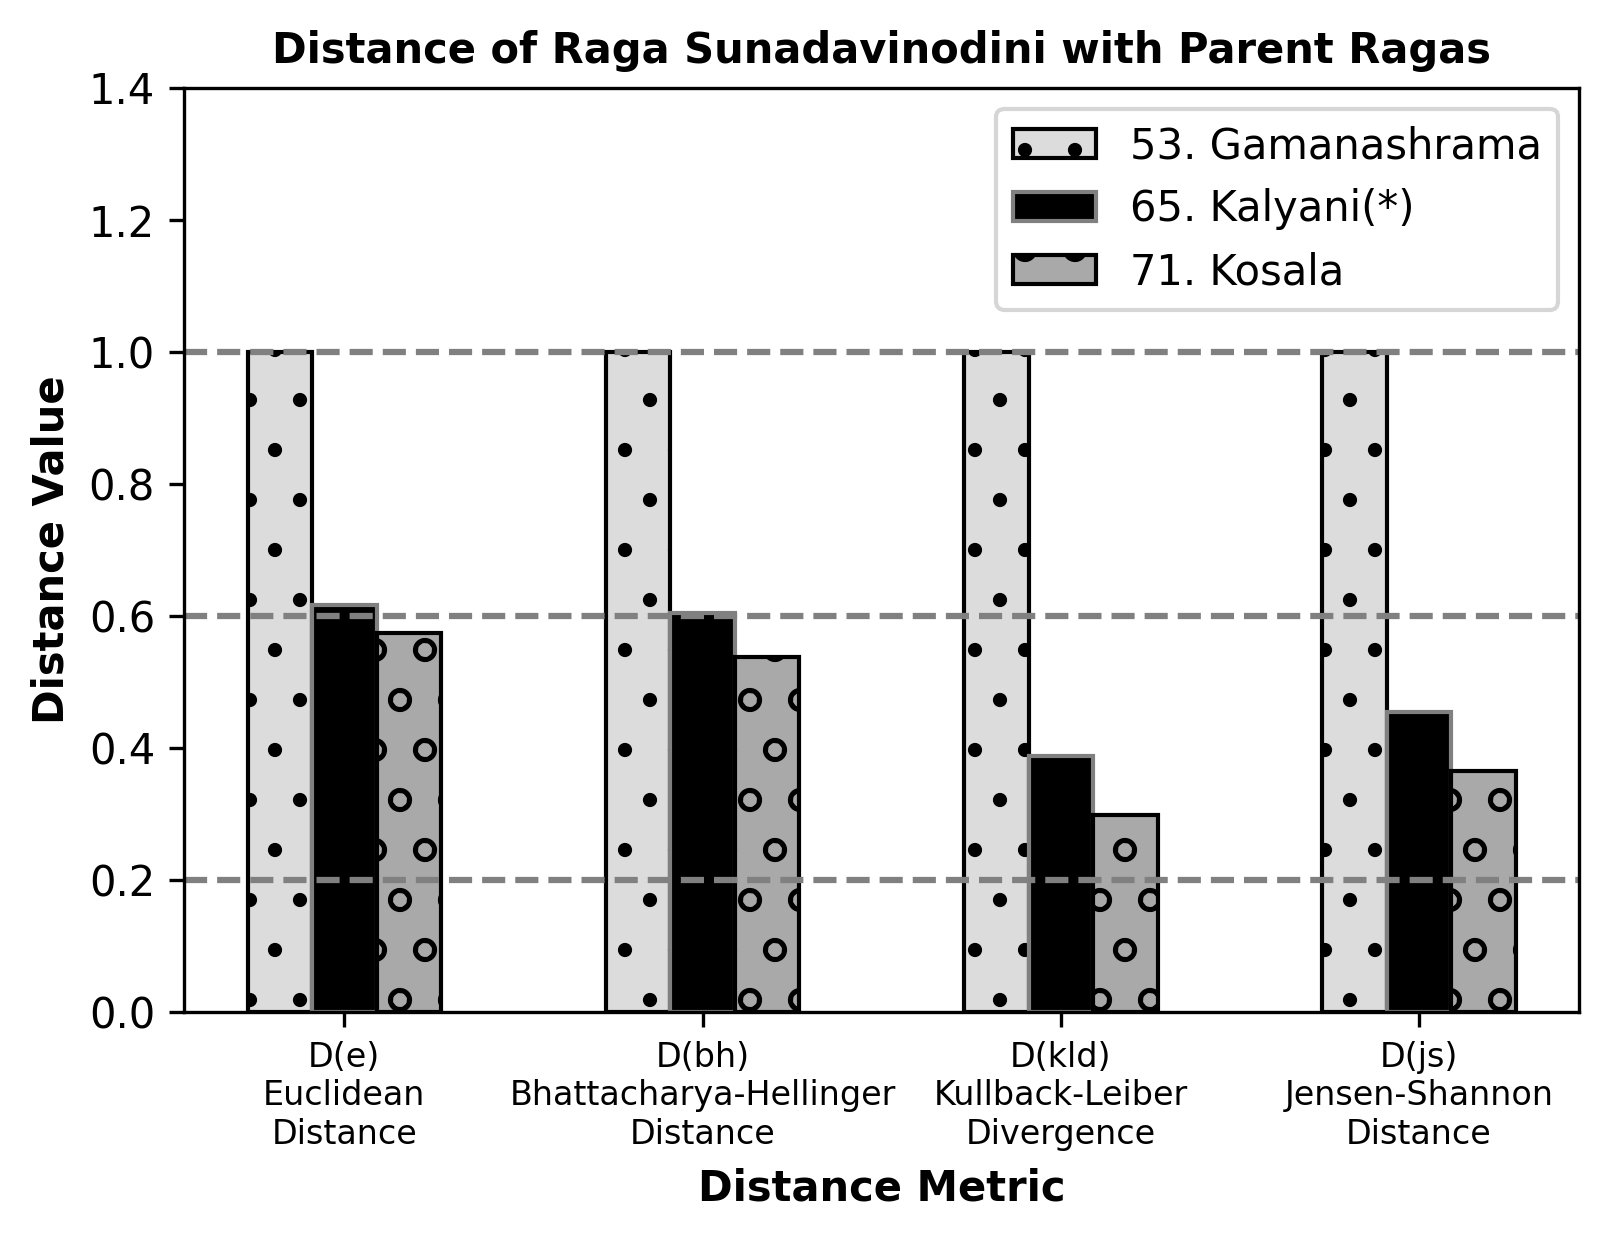 Distance of Raga Sunadavinodini with Parent Ragas
1.4
1.2
1.0
0.8
0.6
0.4
0.2
0.0
Distance Value
53. Gamanashrama
65. Kalyani(*)
71. Kosala
D(e)
Euclidean
Distance
D(bh)
Bhattacharya-Hellinger
Distance
D(kld)
Kullback-Leiber
Divergence
D(js)
Jensen-Shannon
Distance
Distance Metric